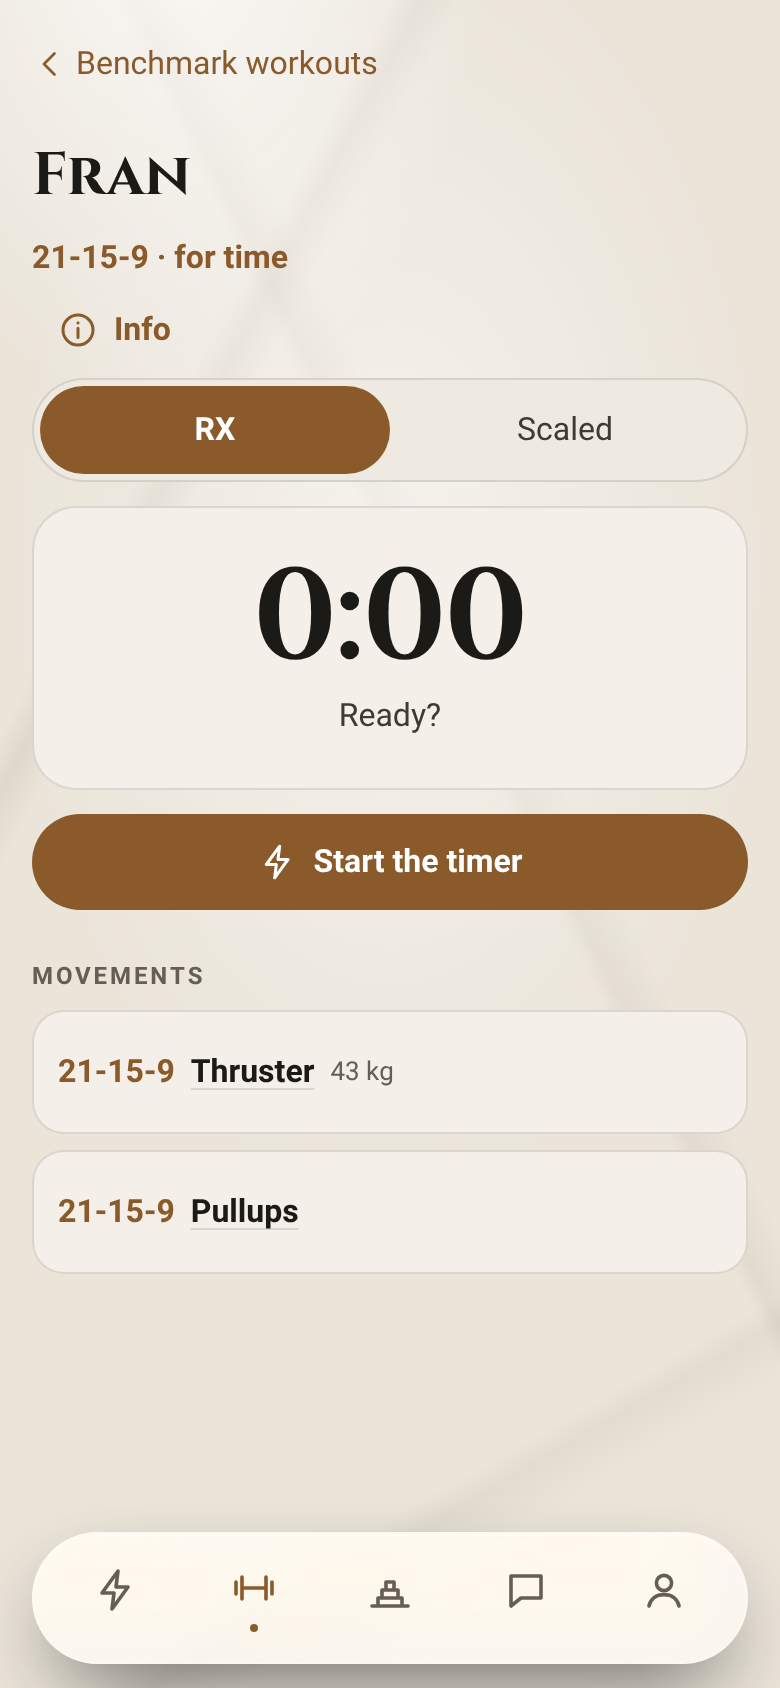 Benchmark workouts
Fran
21-15-9 · for time
Info
RX
Scaled
0:00
Ready?
Start the timer
MOVEMENTS
21-15-9 Thruster 43 kg
21-15-9 Pullups